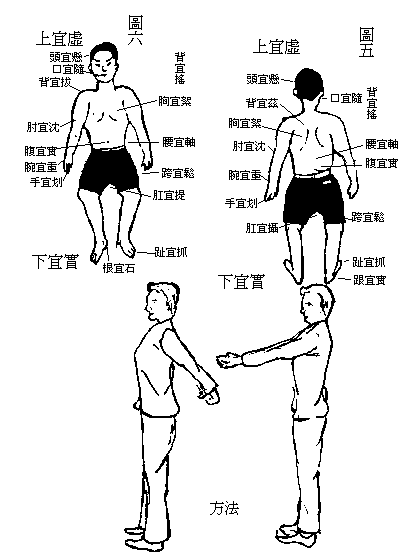 圖六
上宜虛
頭宜懸
口宜隨
背宜拔
背宜搖
胸宜絮
肘宜沈
腰宜軸
腹宜實
腕宜重
手宜划
跨宜鬆
肛宜提
趾宜抓
根宜石
下宜實
圖五
上宜虛
頭宜懸
口宜隨
背宜搖
背宜茲
胸宜絮
肘宜沈
腰宜軸
腹宜實
腕宜重
手宜划
跨宜鬆
肛宜攝
趾宜抓
跟宜實
下宜實
方法